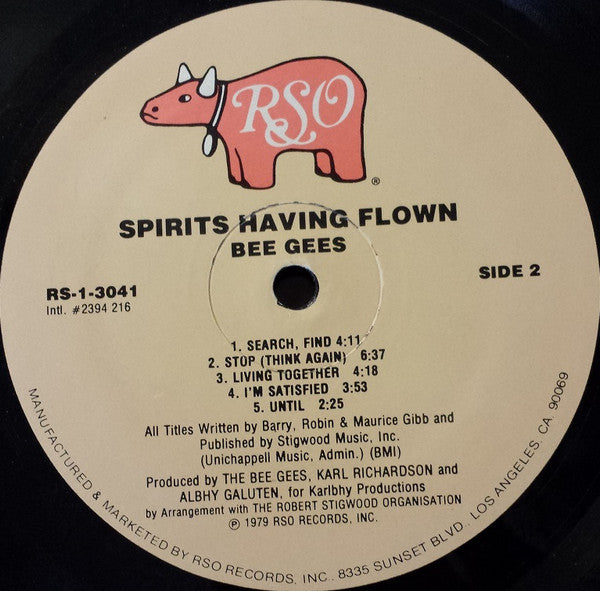 RSO
®
SPIRITS HAVING FLOWN
BEE GEES
RS-1-3041
Intl. #2394 216
SIDE 2
1. SEARCH, FIND 4:11
2. STOP (THINK AGAIN) 6:37
3. LIVING TOGETHER 4:18
4. I'M SATISFIED 3:53
5. UNTIL 2:25
All Titles Written by Barry, Robin & Maurice Gibb and
Published by Stigwood Music, Inc.
(Unichappell Music, Admin.) (BMI)
Produced by THE BEE GEES, KARL RICHARDSON and
ALBHY GALUTEN, for Karlbhy Productions
by Arrangement with THE ROBERT STIGWOOD ORGANISATION
℗ 1979 RSO RECORDS, INC.
MANUFACTURED & MARKETED BY RSO RECORDS, INC., 8335 SUNSET BLVD., LOS ANGELES, CA 90069